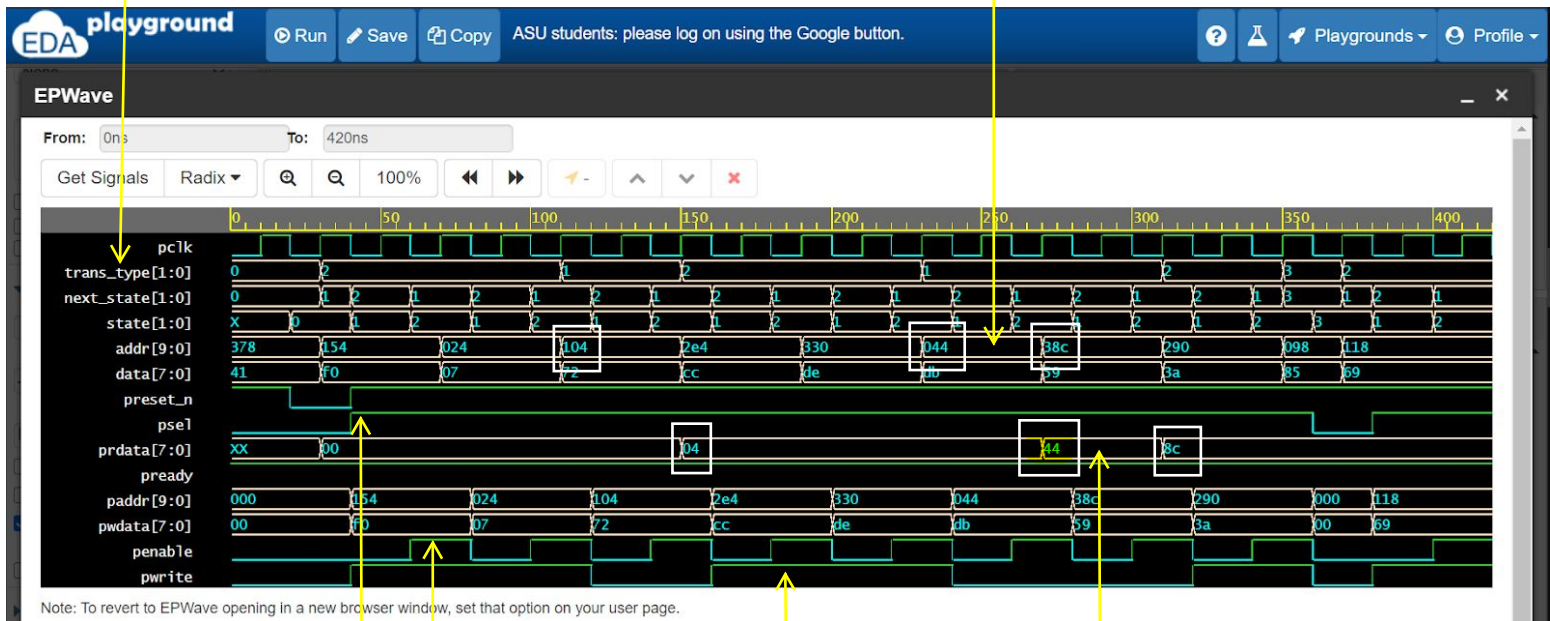 EDA playground Run Save Copy ASU students: please log on using the Google button. ? Playgrounds Profile
EPWave
From: 0ns To: 420ns
Get Signals Radix 100% -
0 50 100 150 200 250 300 350 400
pclk
trans_type[1:0] 0 2 1 2 1 2 3 2
next_state[1:0] 0 1 2 1 2 1 2 1 2 1 2 1 2 1 2 1 2 1 3 1 2 1
state[1:0] X 0 1 2 1 2 1 2 1 2 1 2 1 2 1 2 1 2 3 1 2
addr[9:0] 378 154 024 104 2e4 330 044 38c 290 098 118
data[7:0] 41 f0 07 72 cc de db 59 3a 85 69
preset_n
psel
prdata[7:0] XX 00 04 44 8c
pready
paddr[9:0] 000 154 024 104 2e4 330 044 38c 290 000 118
pwdata[7:0] 00 f0 07 72 cc de db 59 3a 00 69
penable
pwrite
Note: To revert to EPWave opening in a new browser window, set that option on your user page.